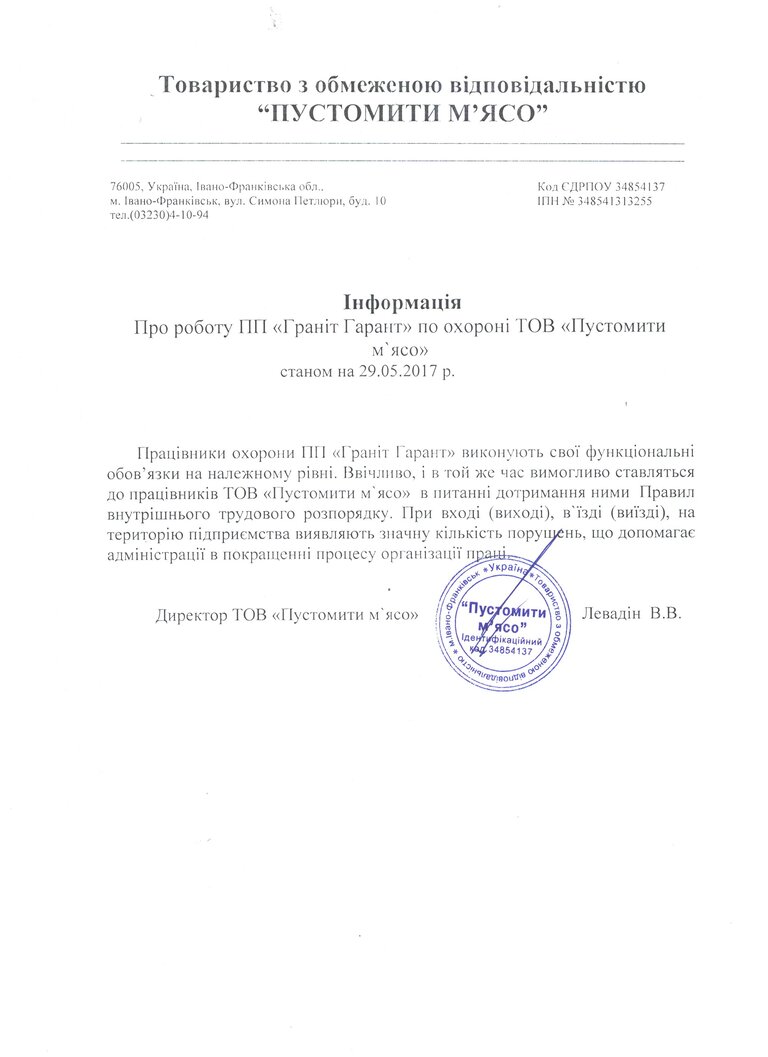 Товариство з обмеженою відповідальністю
“ПУСТОМИТИ М’ЯСО”
76005, Україна, Івано-Франківська обл.,
м. Івано-Франківськ, вул. Симона Петлюри, буд. 10
тел.(03230)4-10-94
Код ЄДРПОУ 34854137
ІПН № 348541313255
Інформація
Про роботу ПП «Граніт Гарант» по охороні ТОВ «Пустомити
м`ясо»
станом на 29.05.2017 р.
Працівники охорони ПП «Граніт Гарант» виконують свої функціональні
обов’язки на належному рівні. Ввічливо, і в той же час вимогливо ставляться
до працівників ТОВ «Пустомити м`ясо» в питанні дотримання ними Правил
внутрішнього трудового розпорядку. При вході (виході), в`їзді (виїзді), на
територію підприємства виявляють значну кількість порушень, що допомагає
адміністрації в покращенні процесу організації праці.
Директор ТОВ «Пустомити м`ясо»
Левадін В.В.
м.Івано-Франківськ * Україна * Товариство з обмеженою відповідальністю *
“Пустомити
м’ясо”
Ідентифікаційний
код 34854137